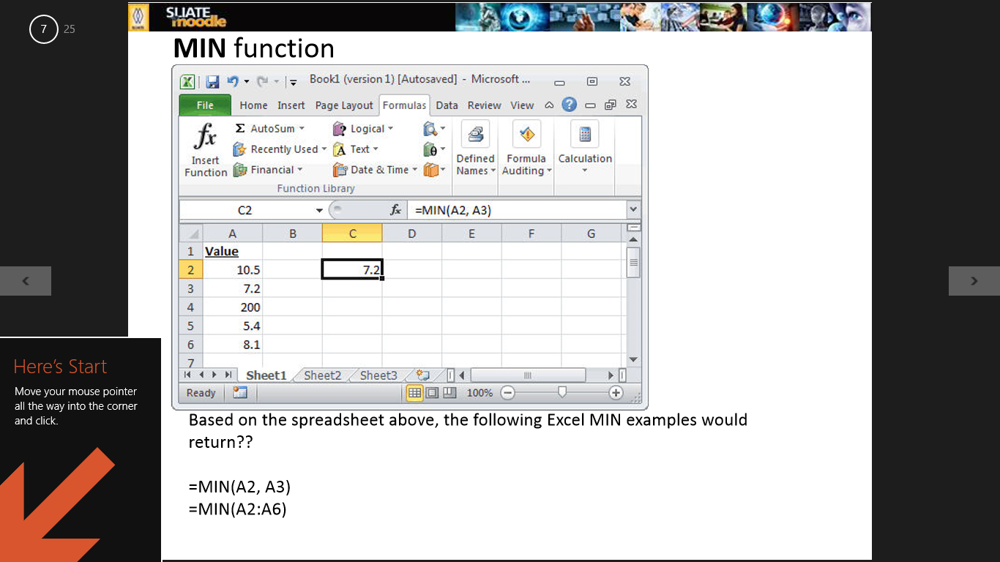 7 25
SLIATE
moodle
MIN function
Book1 (version 1) [Autosaved] - Microsoft ...
File Home Insert Page Layout Formulas Data Review View
fx Insert Function
Σ AutoSum
Recently Used
Financial
Logical
Text
Date & Time
Defined Names
Formula Auditing
Calculation
Function Library
C2 fx =MIN(A2, A3)
A B C D E F G
1 Value
2 10.5 7.2
3 7.2
4 200
5 5.4
6 8.1
7
Sheet1 Sheet2 Sheet3
Ready 100%
Here's Start
Move your mouse pointer
all the way into the corner
and click.
Based on the spreadsheet above, the following Excel MIN examples would
return??
=MIN(A2, A3)
=MIN(A2:A6)